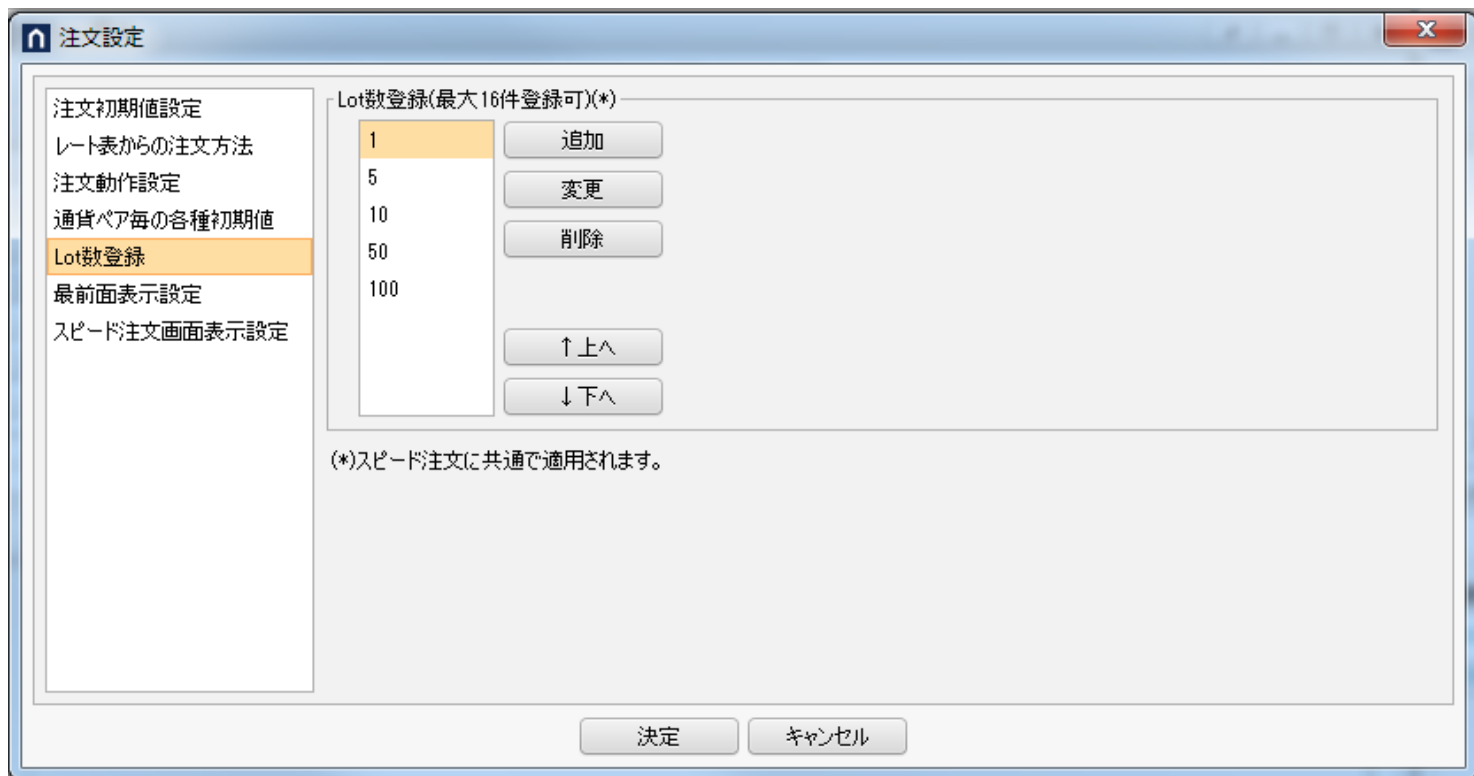 注文設定
注文初期値設定
レート表からの注文方法
注文動作設定
通貨ペア毎の各種初期値
Lot数登録
最前面表示設定
スピード注文画面表示設定
Lot数登録(最大16件登録可)(*)
1
5
10
50
100
追加
変更
削除
↑上へ
↓下へ
(*)スピード注文に共通で適用されます。
決定
キャンセル